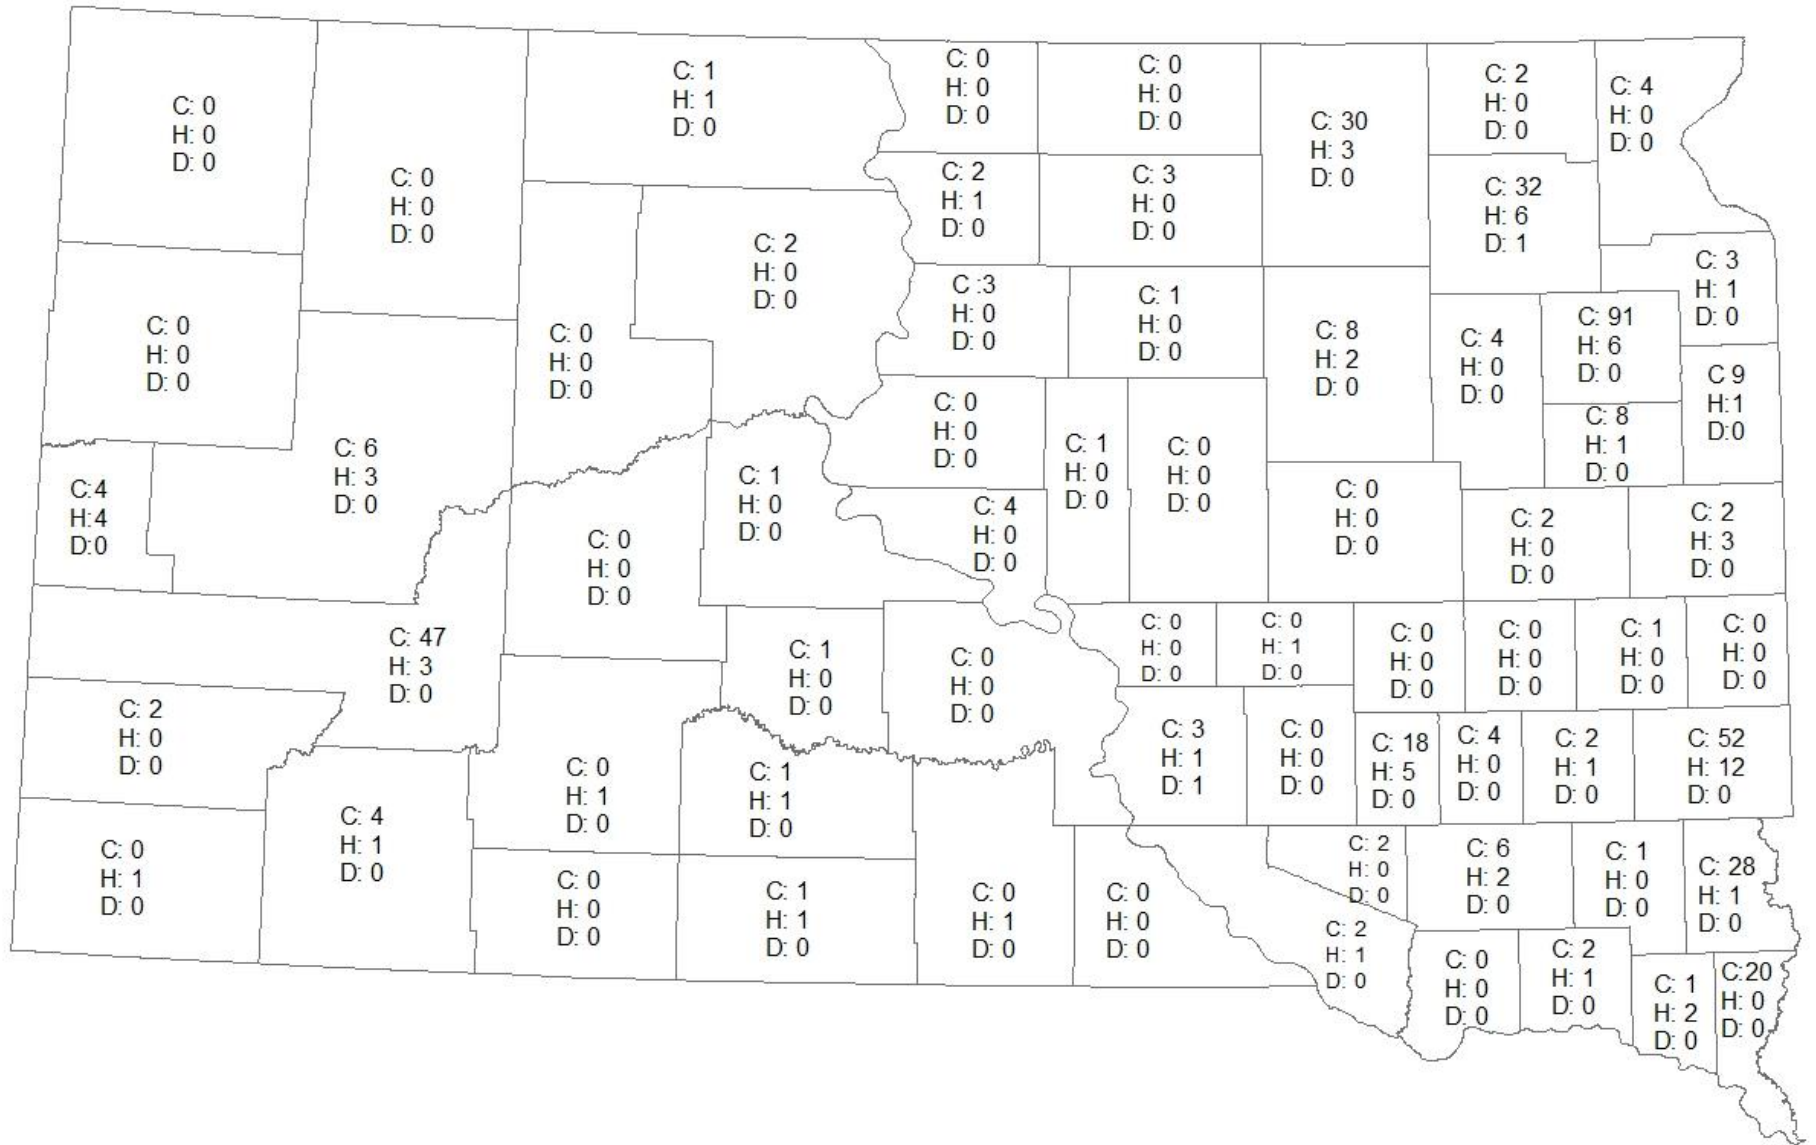 C: 0
H: 0
D: 0
C: 0
H: 0
D: 0
C: 1
H: 1
D: 0
C: 0
H: 0
D: 0
C: 0
H: 0
D: 0
C: 30
H: 3
D: 0
C: 2
H: 0
D: 0
C: 4
H: 0
D: 0
C: 2
H: 1
D: 0
C: 3
H: 0
D: 0
C: 32
H: 6
D: 1
C: 0
H: 0
D: 0
C: 0
H: 0
D: 0
C: 2
H: 0
D: 0
C :3
H: 0
D: 0
C: 1
H: 0
D: 0
C: 8
H: 2
D: 0
C: 4
H: 0
D: 0
C: 91
H: 6
D: 0
C: 3
H: 1
D: 0
C: 6
H: 3
D: 0
C: 0
H: 0
D: 0
C: 1
H: 0
D: 0
C: 0
H: 0
D: 0
C: 8
H: 1
D: 0
C 9
H:1
D:0
C:4
H:4
D:0
C: 0
H: 0
D: 0
C: 1
H: 0
D: 0
C: 4
H: 0
D: 0
C: 0
H: 0
D: 0
C: 2
H: 0
D: 0
C: 2
H: 3
D: 0
C: 47
H: 3
D: 0
C: 1
H: 0
D: 0
C: 0
H: 0
D: 0
C: 0
H: 0
D: 0
C: 0
H: 1
D: 0
C: 0
H: 0
D: 0
C: 0
H: 0
D: 0
C: 1
H: 0
D: 0
C: 0
H: 0
D: 0
C: 2
H: 0
D: 0
C: 0
H: 1
D: 0
C: 1
H: 1
D: 0
C: 3
H: 1
D: 1
C: 0
H: 0
D: 0
C: 18
H: 5
D: 0
C: 4
H: 0
D: 0
C: 2
H: 1
D: 0
C: 52
H: 12
D: 0
C: 0
H: 1
D: 0
C: 4
H: 1
D: 0
C: 0
H: 0
D: 0
C: 1
H: 1
D: 0
C: 0
H: 1
D: 0
C: 0
H: 0
D: 0
C: 2
H: 0
D: 0
C: 6
H: 2
D: 0
C: 1
H: 0
D: 0
C: 28
H: 1
D: 0
C: 2
H: 1
D: 0
C: 0
H: 0
D: 0
C: 2
H: 1
D: 0
C: 1
H: 2
D: 0
C:20
H: 0
D: 0